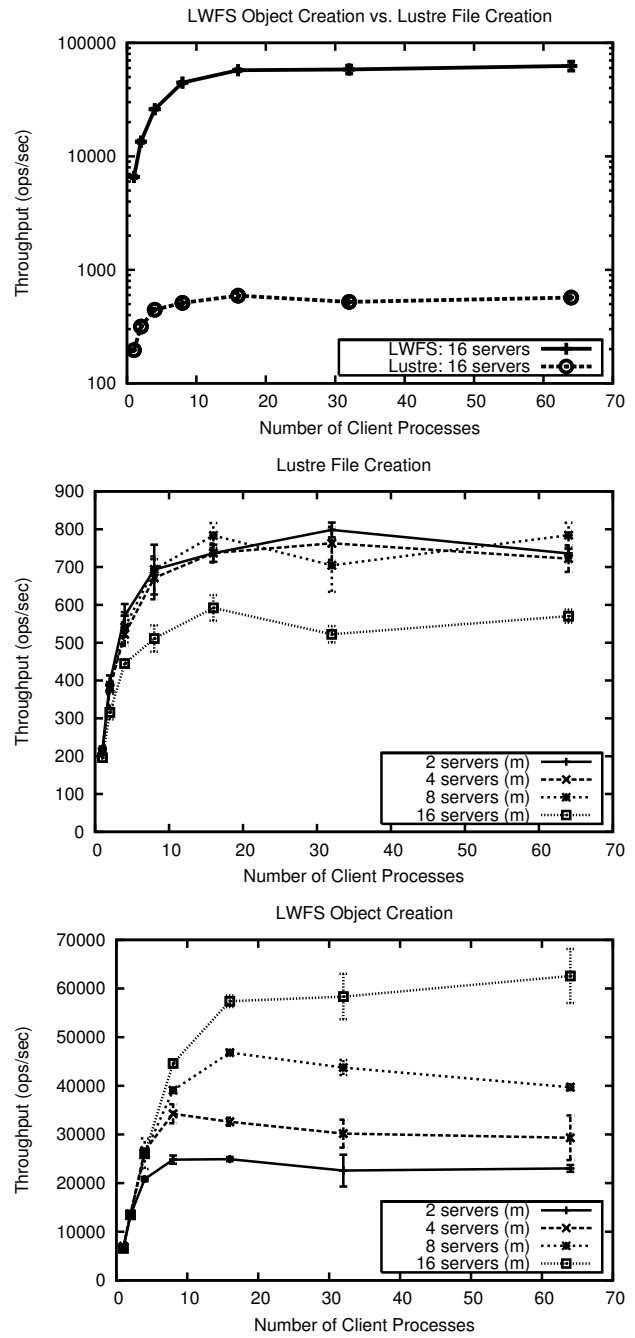 LWFS Object Creation vs. Lustre File Creation
100000
10000
1000
100
Throughput (ops/sec)
LWFS: 16 servers
Lustre: 16 servers
0 10 20 30 40 50 60 70
Number of Client Processes
Lustre File Creation
900
800
700
600
500
400
300
200
100
0
Throughput (ops/sec)
2 servers (m)
4 servers (m)
8 servers (m)
16 servers (m)
0 10 20 30 40 50 60 70
Number of Client Processes
LWFS Object Creation
70000
60000
50000
40000
30000
20000
10000
0
Throughput (ops/sec)
2 servers (m)
4 servers (m)
8 servers (m)
16 servers (m)
0 10 20 30 40 50 60 70
Number of Client Processes